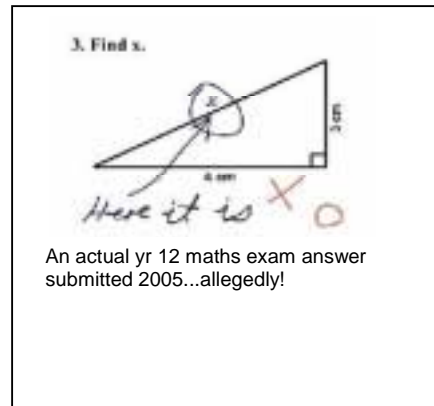 3. Find x.
x
3 cm
4 cm
Here it is
X
O
An actual yr 12 maths exam answer
submitted 2005...allegedly!